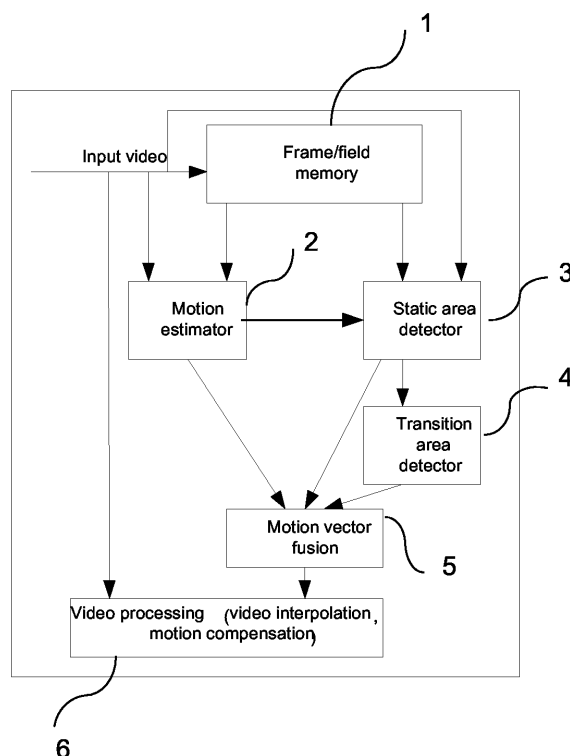 1
Input video
Frame/field
memory
2
3
Motion
estimator
Static area
detector
4
Transition
area
detector
Motion vector
fusion
5
Video processing (video interpolation,
motion compensation)
6